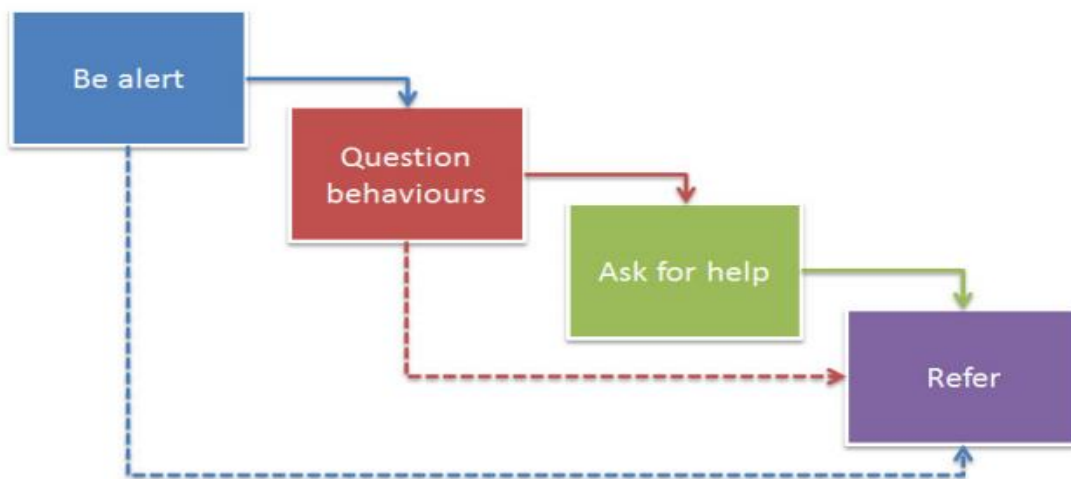 Be alert
Question
behaviours
Ask for help
Refer